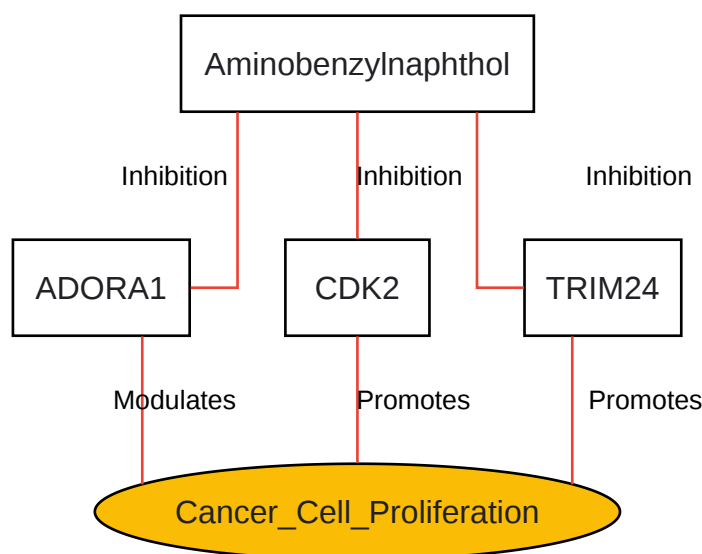 Aminobenzylnaphthol
Inhibition Inhibition Inhibition
ADORA1 CDK2 TRIM24
Modulates Promotes Promotes
Cancer_Cell_Proliferation